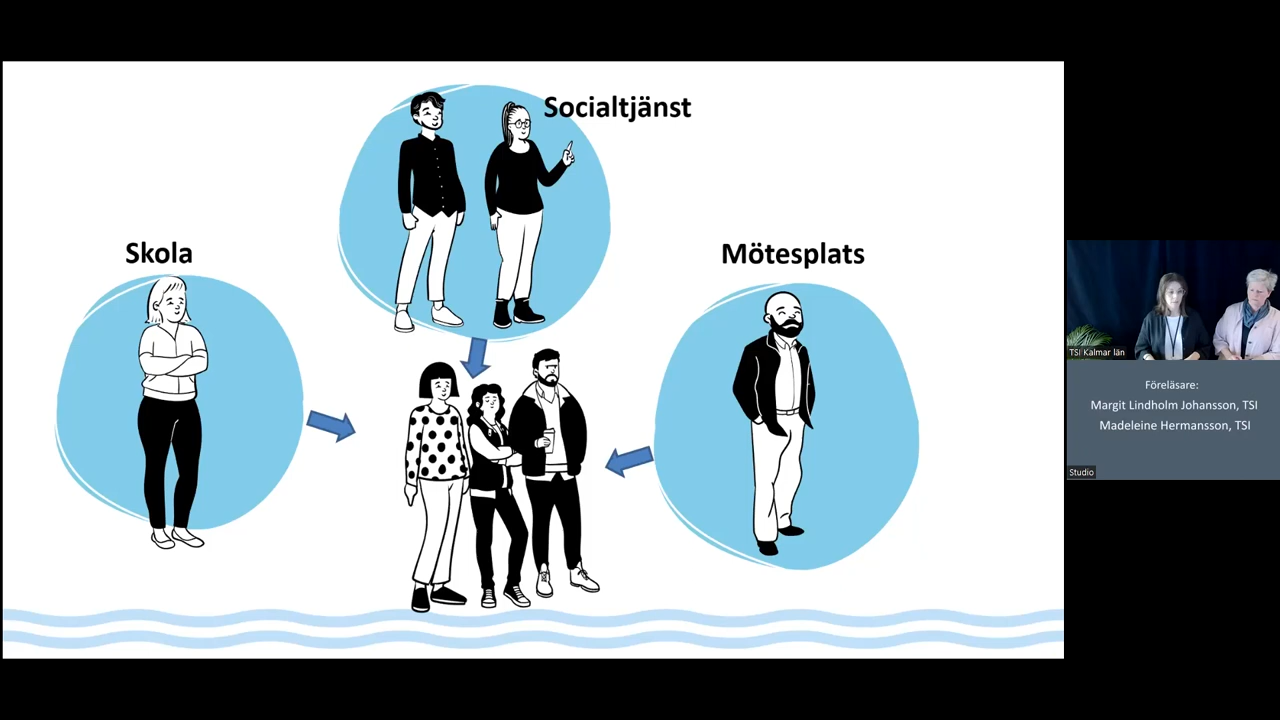 Socialtjänst
Skola
Mötesplats
TSI Kalmar län
Föreläsare:
Margit Lindholm Johansson, TSI
Madeleine Hermansson, TSI
Studio